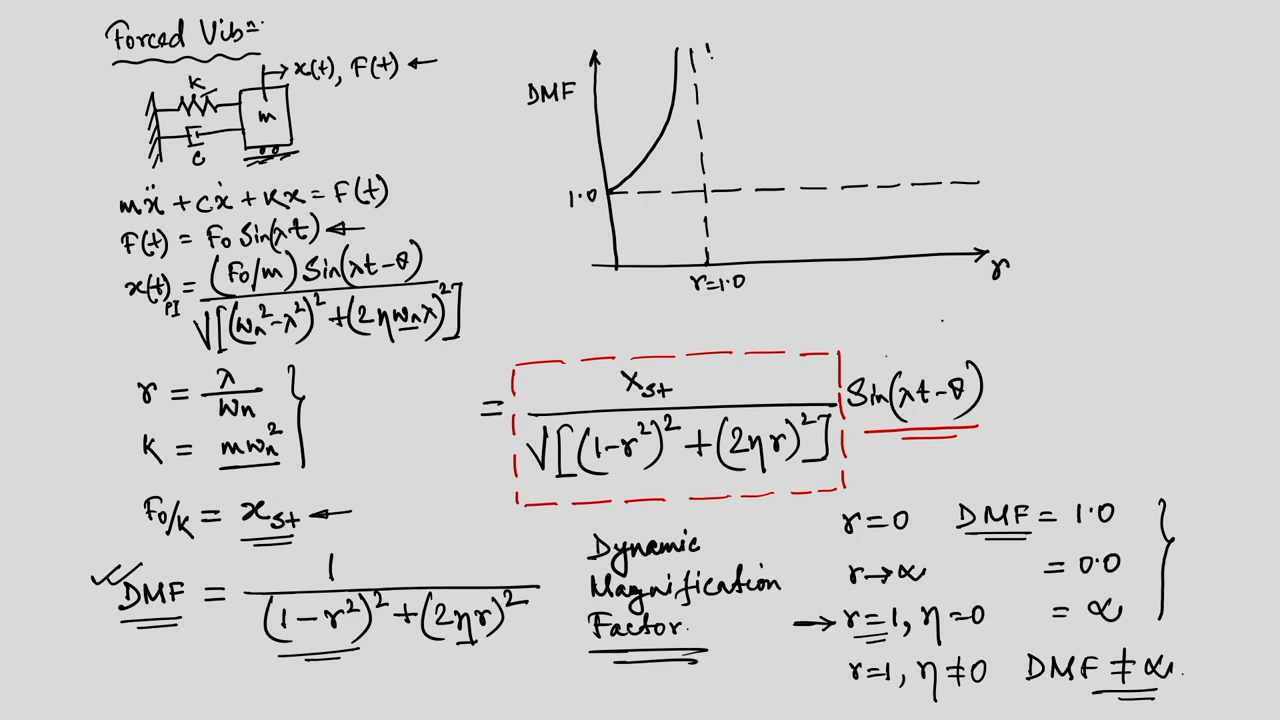 Forced Vibⁿ.
x(t), F(t) ←
K
m
C
mẍ + cẋ + Kx = F(t)
F(t) = F₀ Sin(λt) ←
x(t)_PI = (F₀/m) Sin(λt-θ) / √[(ωₙ²-λ²)² + (2ηωₙλ)²]
r = λ/ωₙ
K = mωₙ²
F₀/K = x_st ←
DMF = 1 / (1-r²)² + (2ηr)²
DMF
1.0
r=1.0
r
= X_st / √[(1-r²)² + (2ηr)²] Sin(λt-θ)
Dynamic
Magnification
Factor.
r=0 DMF = 1.0
r→∝ = 0.0
→ r=1, η=0 = ∝
r=1, η≠0 DMF ≠ ∝